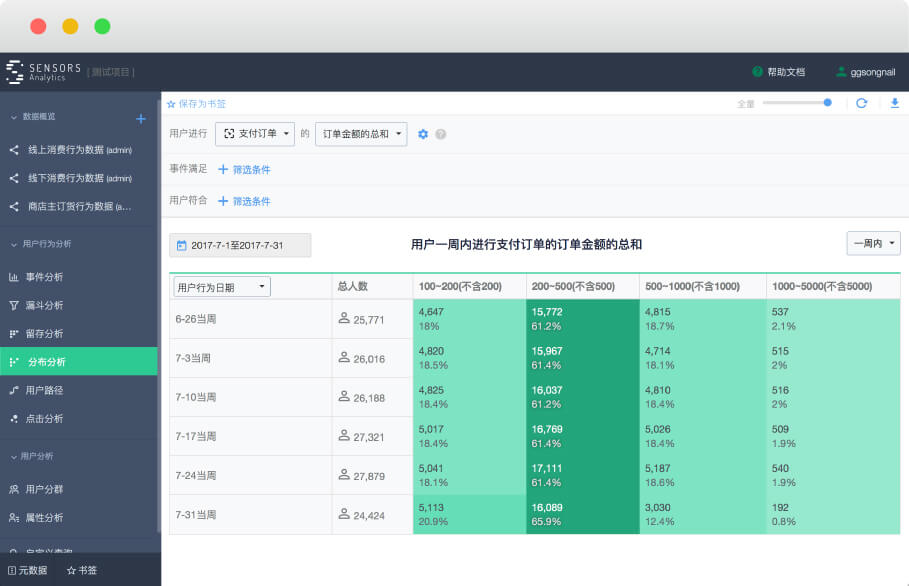 SENSORS
Analytics
[ 测试项目 ]
帮助文档
ggsongnail
数据概览
线上消费行为数据 (admin)
线下消费行为数据 (admin)
商店主订货行为数据 (a...
用户行为分析
事件分析
漏斗分析
留存分析
分布分析
用户路径
点击分析
用户分析
用户分群
属性分析
自定义查询
元数据 书签
保存为书签
全量
用户进行 支付订单 的 订单金额的总和
事件满足 筛选条件
用户符合 筛选条件
2017-7-1至2017-7-31
用户一周内进行支付订单的订单金额的总和
一周内
用户行为日期 总人数 100~200(不含200) 200~500(不含500) 500~1000(不含1000) 1000~5000(不含5000)
6-26当周 25,771 4,647 15,772 4,815 537
18% 61.2% 18.7% 2.1%
7-3当周 26,016 4,820 15,967 4,714 515
18.5% 61.4% 18.1% 2%
7-10当周 26,188 4,825 16,037 4,810 516
18.4% 61.2% 18.4% 2%
7-17当周 27,321 5,017 16,769 5,026 509
18.4% 61.4% 18.4% 1.9%
7-24当周 27,879 5,041 17,111 5,187 540
18.1% 61.4% 18.6% 1.9%
7-31当周 24,424 5,113 16,089 3,030 192
20.9% 65.9% 12.4% 0.8%